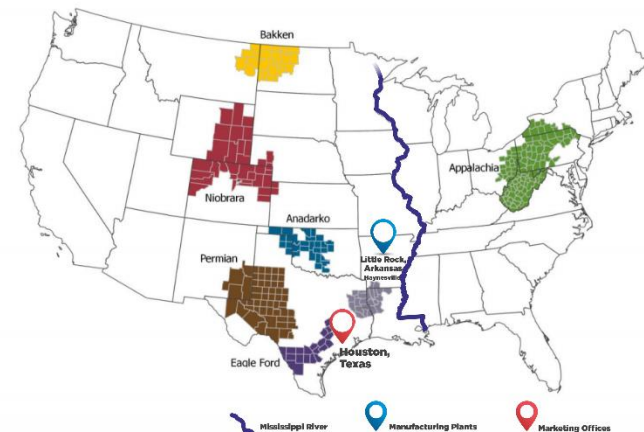 Bakken
Appalachia
Niobrara
Anadarko
Permian
Little Rock,
Arkansas
Haynesville
Houston,
Texas
Eagle Ford
Mississippi River
Manufacturing Plants
Marketing Offices